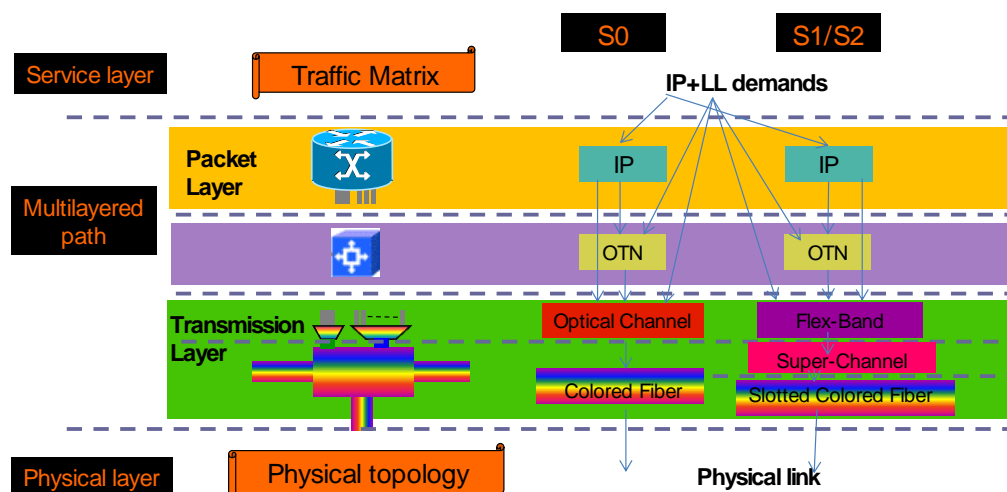 S0
S1/S2
Service layer
Traffic Matrix
IP+LL demands
Packet
Layer
IP
IP
Multilayered
path
OTN
OTN
Transmission
Layer
Optical Channel
Flex-Band
Super-Channel
Colored Fiber
Slotted Colored Fiber
Physical layer
Physical topology
Physical link